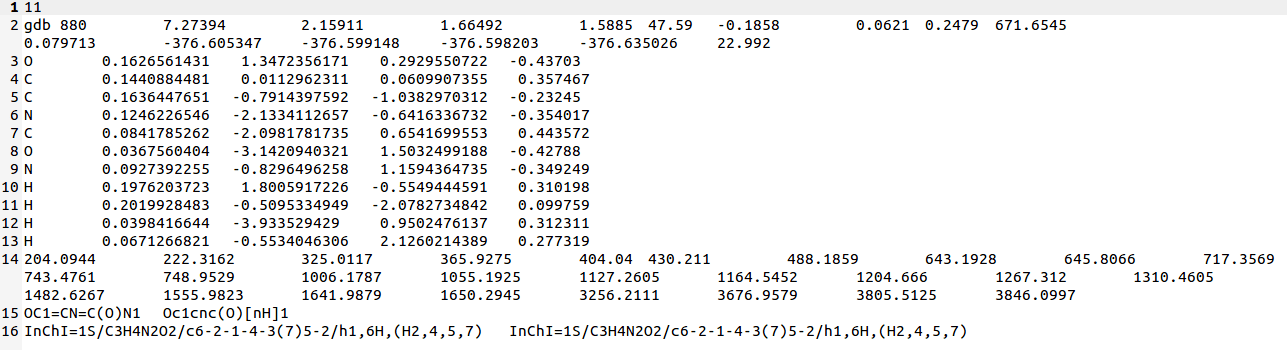 1 11
2 gdb 880 7.27394 2.15911 1.66492 1.5885 47.59 -0.1858 0.0621 0.2479 671.6545
0.079713 -376.605347 -376.599148 -376.598203 -376.635026 22.992
3 O 0.1626561431 1.3472356171 0.2929550722 -0.43703
4 C 0.1440884481 0.0112962311 0.0609907355 0.357467
5 C 0.1636447651 -0.7914397592 -1.0382970312 -0.23245
6 N 0.1246226546 -2.1334112657 -0.6416336732 -0.354017
7 C 0.0841785262 -2.0981781735 0.6541699553 0.443572
8 O 0.0367560404 -3.1420940321 1.5032499188 -0.42788
9 N 0.0927392255 -0.8296496258 1.1594364735 -0.349249
10 H 0.1976203723 1.8005917226 -0.5549444591 0.310198
11 H 0.2019928483 -0.5095334949 -2.0782734842 0.099759
12 H 0.0398416644 -3.933529429 0.9502476137 0.312311
13 H 0.0671266821 -0.5534046306 2.1260214389 0.277319
14 204.0944 222.3162 325.0117 365.9275 404.04 430.211 488.1859 643.1928 645.8066 717.3569
743.4761 748.9529 1006.1787 1055.1925 1127.2605 1164.5452 1204.666 1267.312 1310.4605
1482.6267 1555.9823 1641.9879 1650.2945 3256.2111 3676.9579 3805.5125 3846.0997
15 OC1=CN=C(O)N1 Oc1cnc(O)[nH]1
16 InChI=1S/C3H4N2O2/c6-2-1-4-3(7)5-2/h1,6H,(H2,4,5,7) InChI=1S/C3H4N2O2/c6-2-1-4-3(7)5-2/h1,6H,(H2,4,5,7)